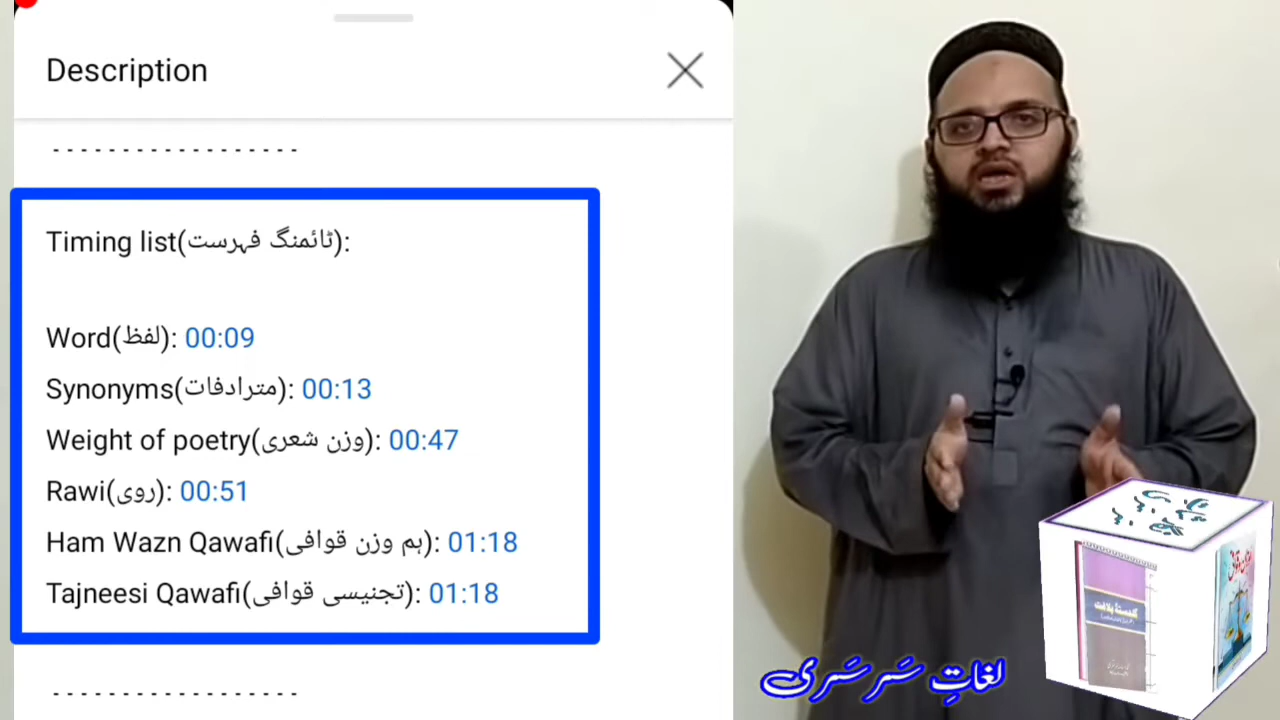 Description
------------------
Timing list(ٹائمنگ فہرست):
Word(لفظ): 00:09
Synonyms(مترادفات): 00:13
Weight of poetry(وزن شعری): 00:47
Rawi(روی): 00:51
Ham Wazn Qawafi(ہم وزن قوافی): 01:18
Tajneesi Qawafi(تجنیسی قوافی): 01:18
------------------
گلدستۂ بلاغت
لغاتِ سَرسَری